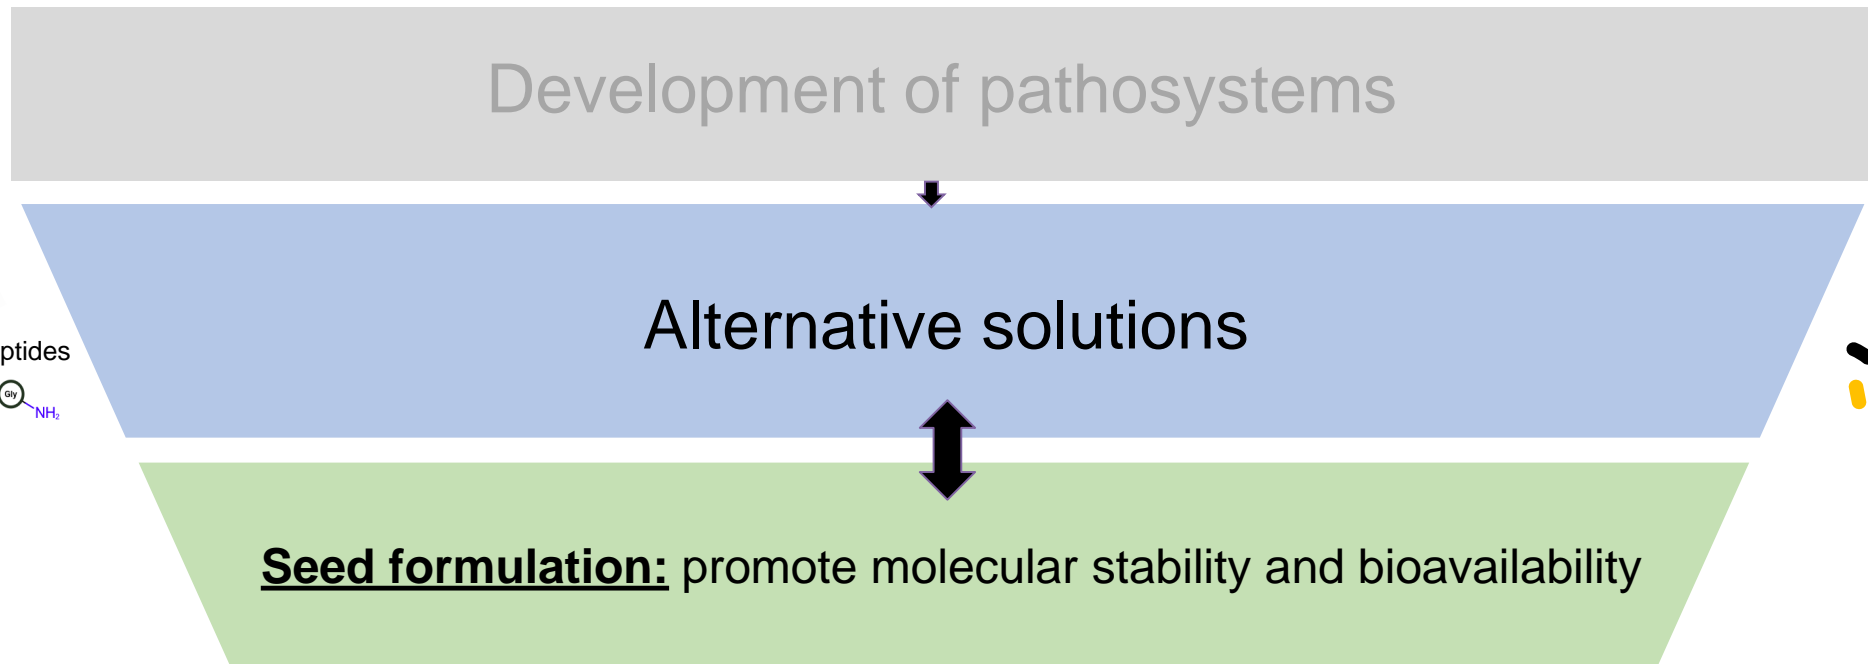 Development of pathosystems
Alternative solutions
ptides
Gly
NH₂
Seed formulation: promote molecular stability and bioavailability